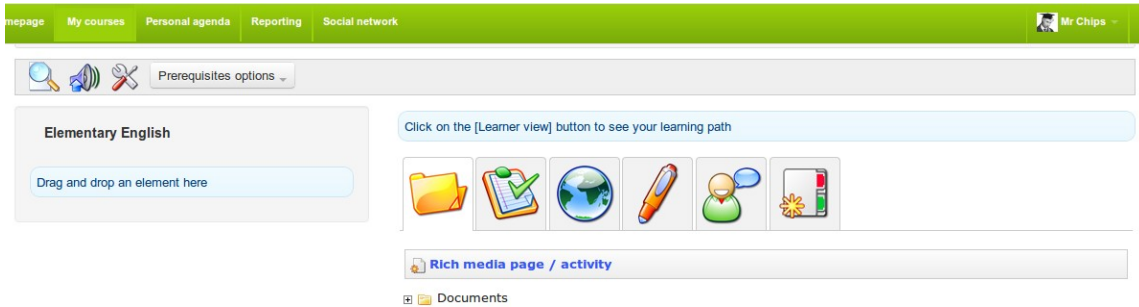 mepage My courses Personal agenda Reporting Social network Mr Chips
Prerequisites options
Elementary English
Click on the [Learner view] button to see your learning path
Drag and drop an element here
Rich media page / activity
Documents